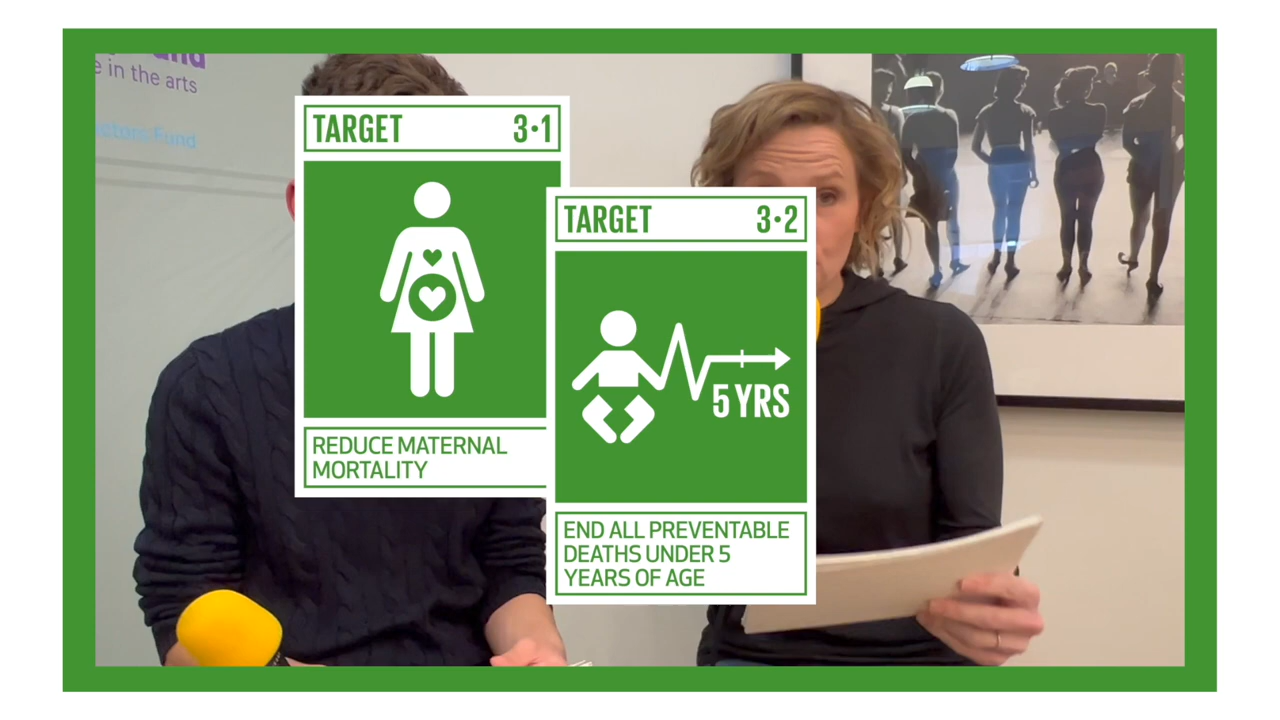 e in the arts
TARGET 3·1
REDUCE MATERNAL
MORTALITY
TARGET 3·2
5 YRS
END ALL PREVENTABLE
DEATHS UNDER 5
YEARS OF AGE